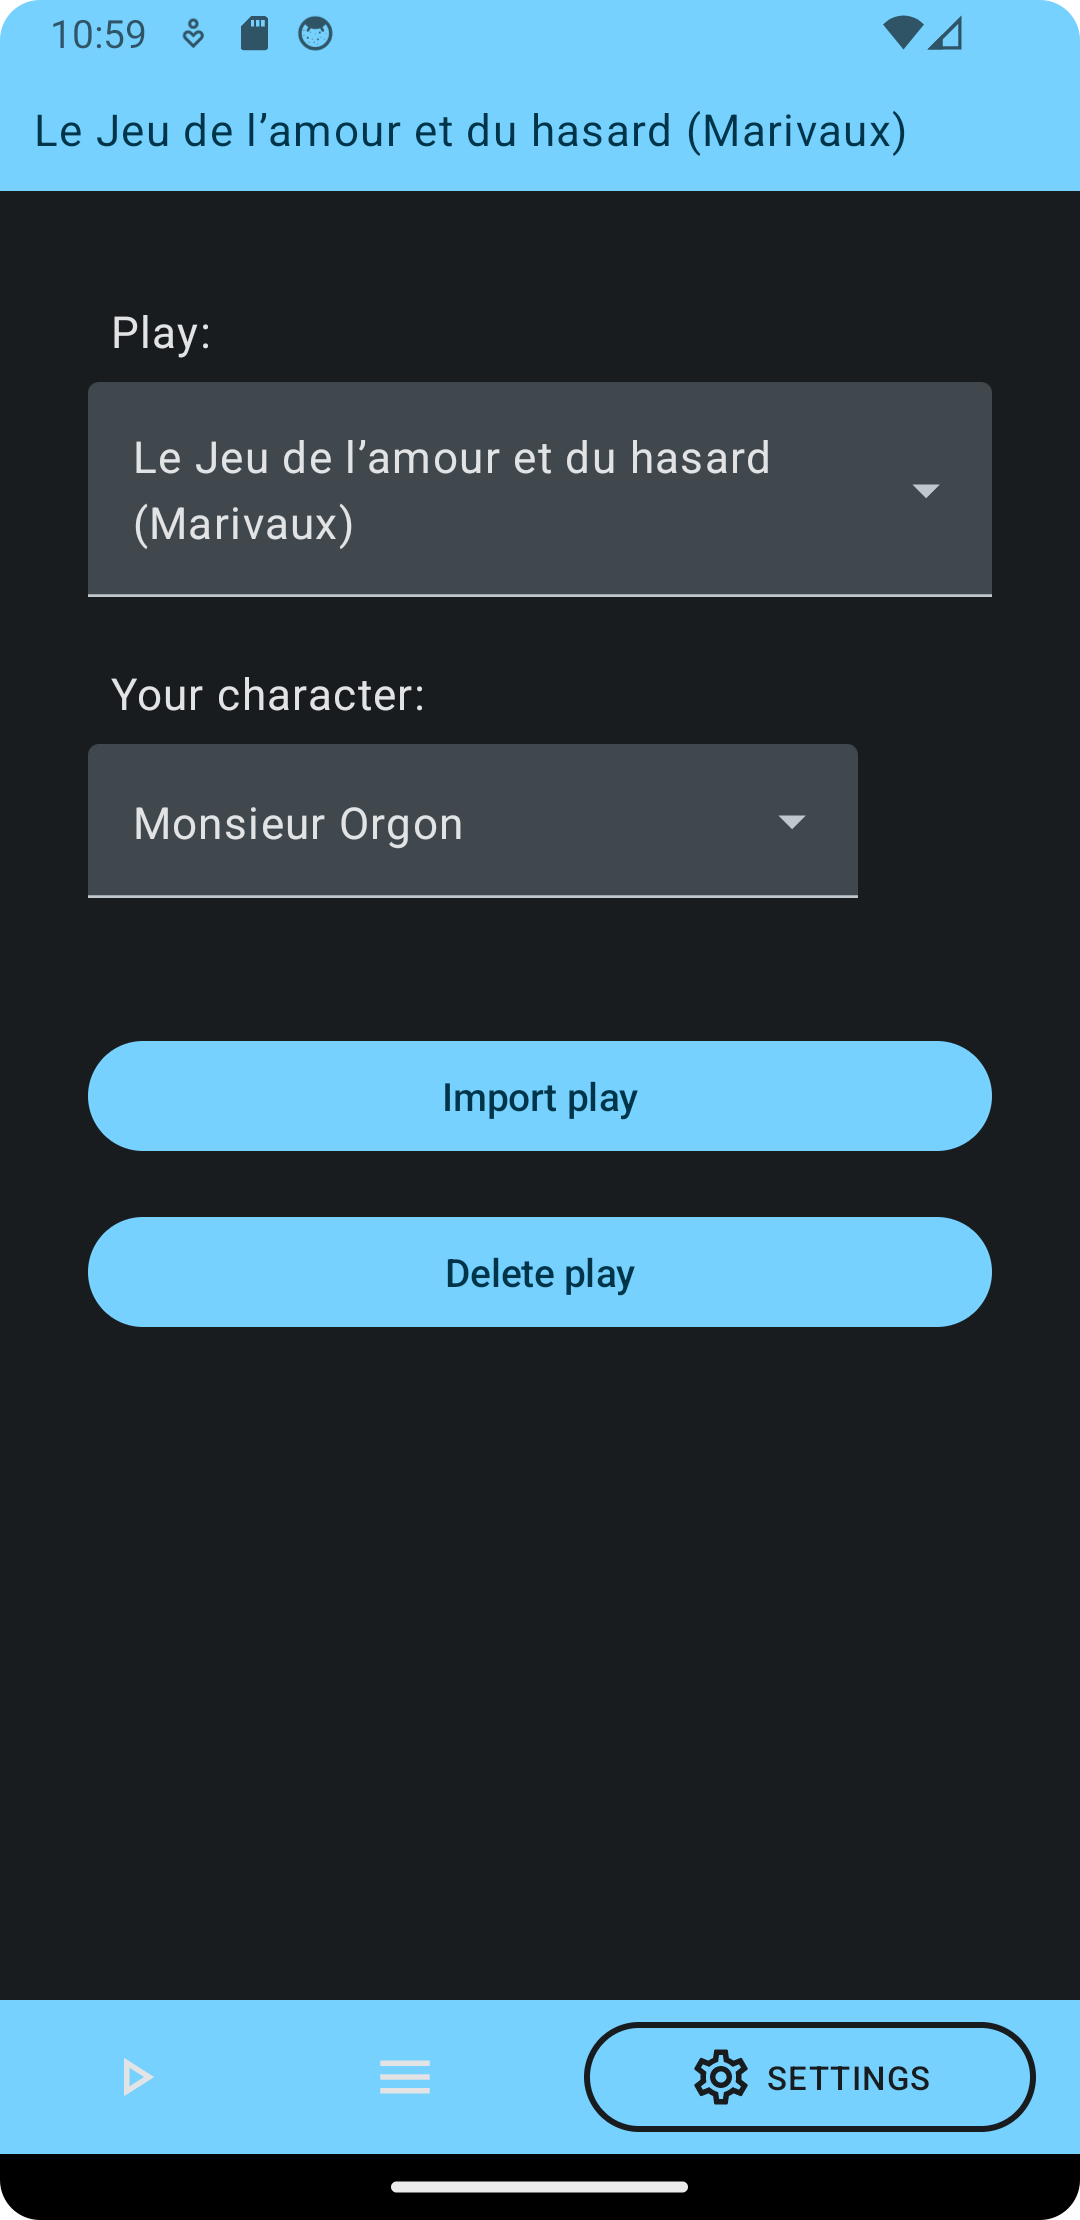 10:59
Le Jeu de l’amour et du hasard (Marivaux)
Play:
Le Jeu de l’amour et du hasard
(Marivaux)
Your character:
Monsieur Orgon
Import play
Delete play
SETTINGS